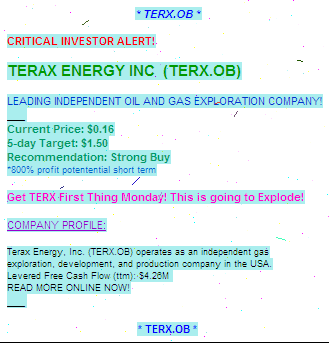 * TERX.OB *
CRITICAL INVESTOR ALERT!
TERAX ENERGY INC (TERX.OB)
LEADING INDEPENDENT OIL AND GAS EXPLORATION COMPANY!
Current Price: $0.16
5-day Target: $1.50
Recommendation: Strong Buy
*800% profit potentential short term
Get TERX First Thing Monday! This is going to Explode!
COMPANY PROFILE:
Terax Energy, Inc. (TERX.OB) operates as an independent gas
exploration, development, and production company in the USA.
Levered Free Cash Flow (ttm): $4.26M
READ MORE ONLINE NOW!
* TERX.OB *